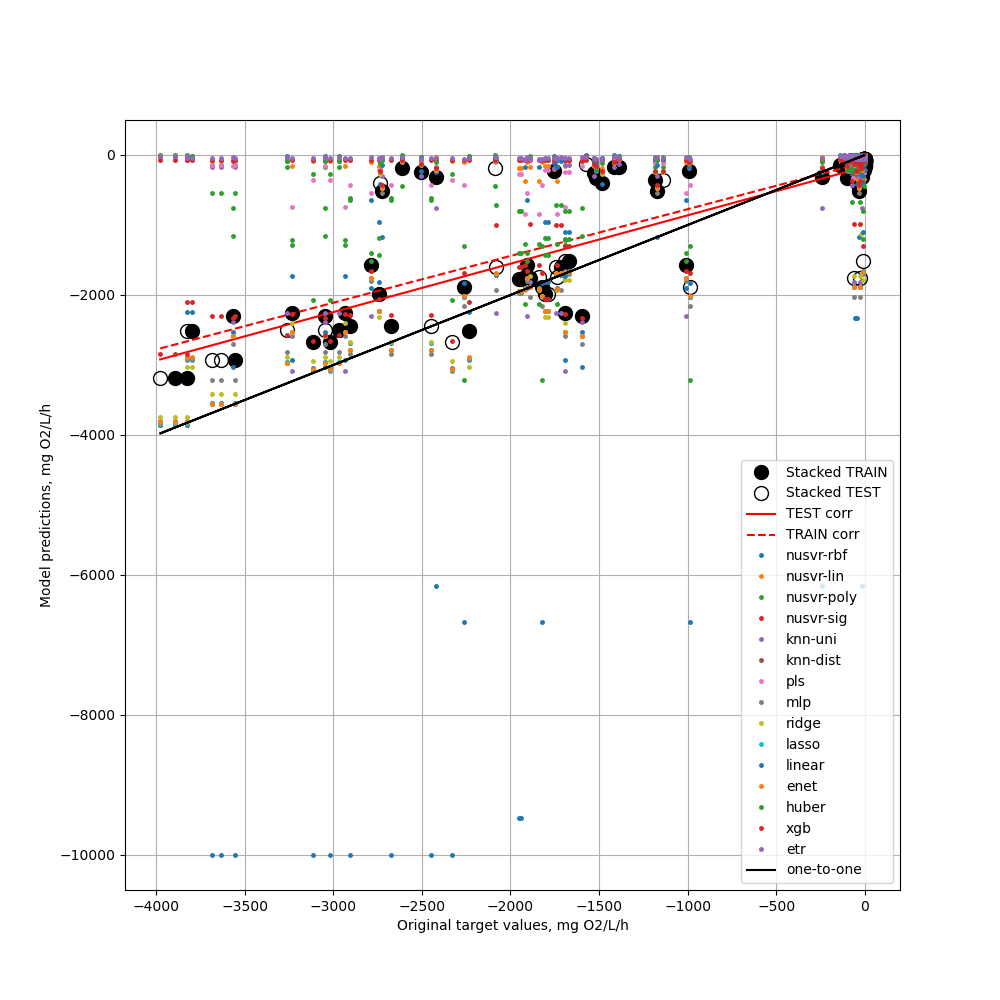 0
−2000
−4000
−6000
−8000
−10000
Model predictions, mg O2/L/h
−4000 −3500 −3000 −2500 −2000 −1500 −1000 −500 0
Original target values, mg O2/L/h
Stacked TRAIN
Stacked TEST
TEST corr
TRAIN corr
nusvr-rbf
nusvr-lin
nusvr-poly
nusvr-sig
knn-uni
knn-dist
pls
mlp
ridge
lasso
linear
enet
huber
xgb
etr
one-to-one